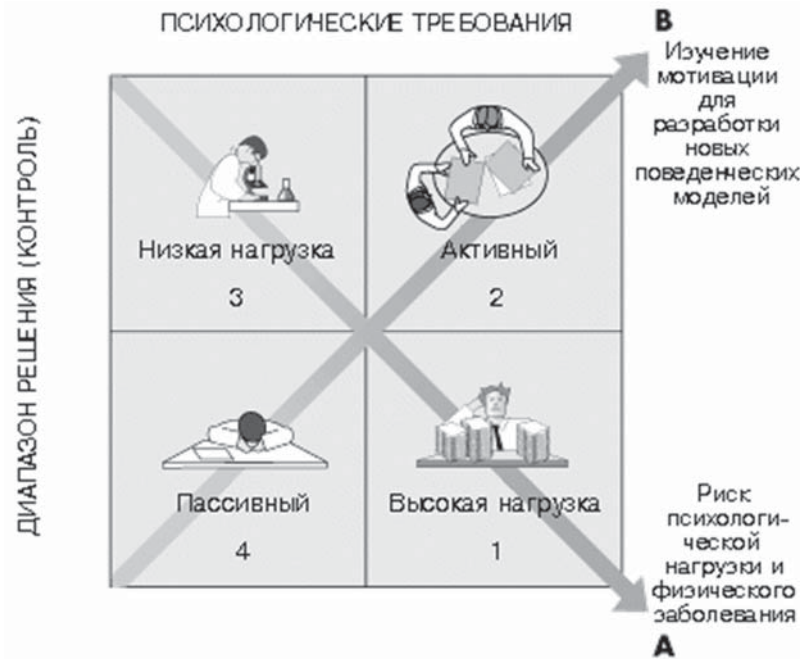 ПСИХОЛОГИЧЕСКИЕ ТРЕБОВАНИЯ
B
Изучение
мотивации
для
разработки
новых
поведенческих
моделей
ДИАПАЗОН РЕШЕНИЯ (КОНТРОЛЬ)
Низкая нагрузка
3
Активный
2
Пассивный
4
Высокая нагрузка
1
Риск
психологи-
ческой
нагрузки и
физического
заболевания
A